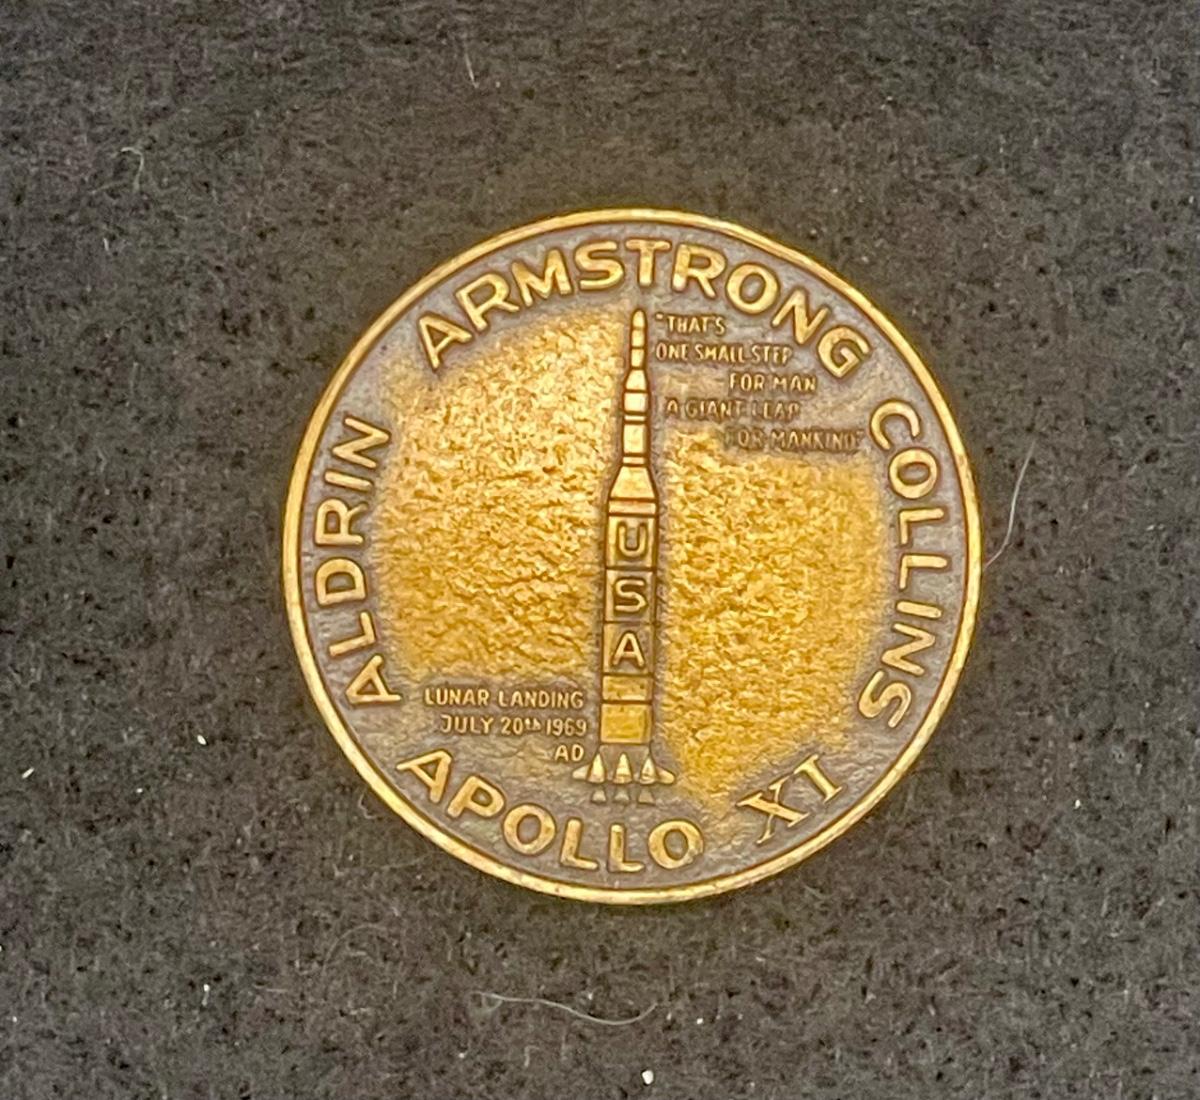 ALDRIN ARMSTRONG COLLINS
"THAT'S
ONE SMALL STEP
FOR MAN
A GIANT LEAP
FOR MANKIND"
U
S
A
LUNAR LANDING
JULY 20th 1969
AD
APOLLO XI